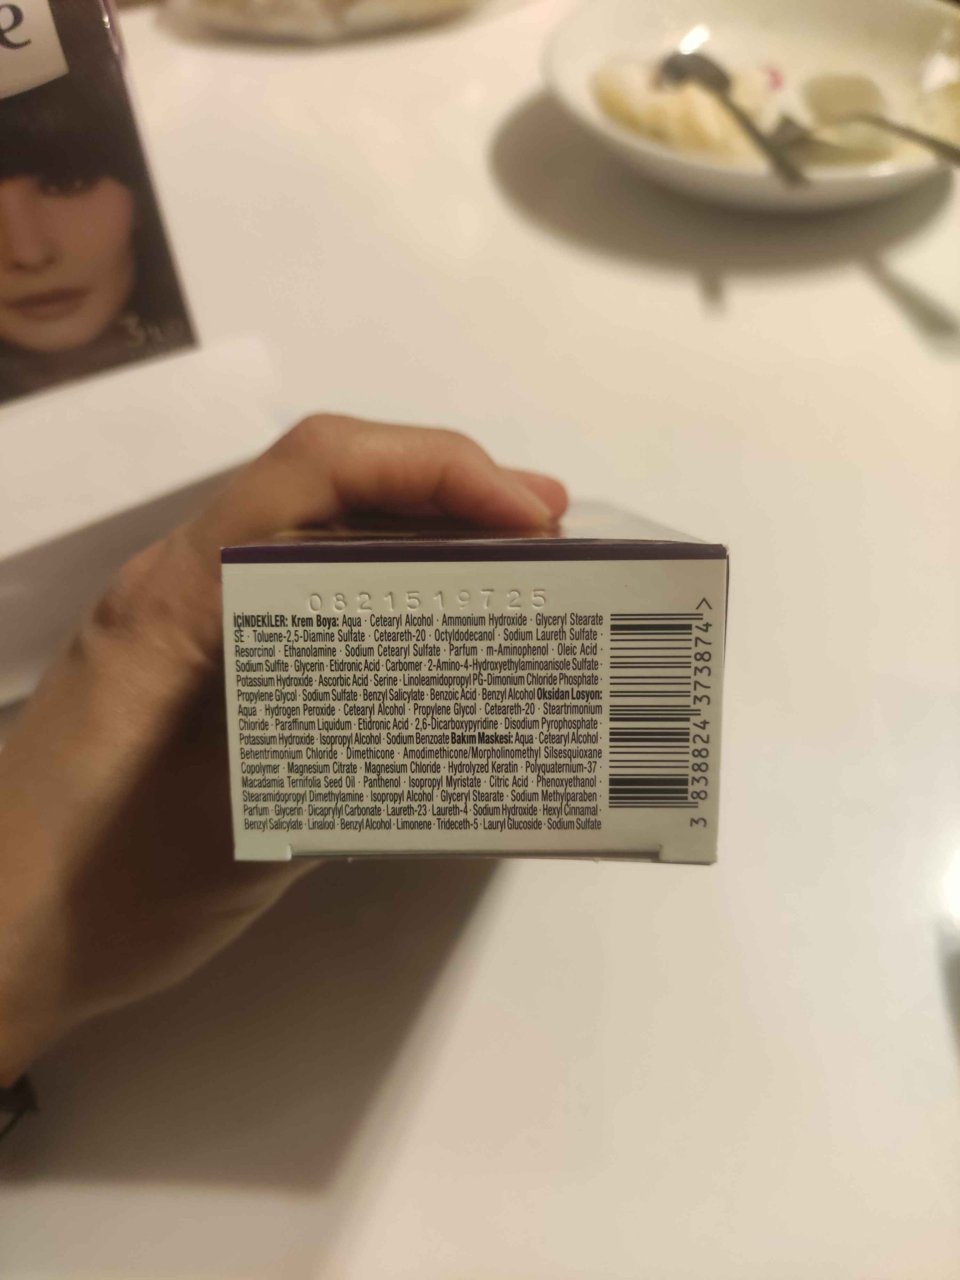 e
3
0821519725
İÇİNDEKİLER: Krem Boya: Aqua · Cetearyl Alcohol · Ammonium Hydroxide · Glyceryl Stearate
SE · Toluene-2,5-Diamine Sulfate · Ceteareth-20 · Octyldodecanol · Sodium Laureth Sulfate ·
Resorcinol · Ethanolamine · Sodium Cetearyl Sulfate · Parfum · m-Aminophenol · Oleic Acid ·
Sodium Sulfite · Glycerin · Etidronic Acid · Carbomer · 2-Amino-4-Hydroxyethylaminoanisole Sulfate ·
Potassium Hydroxide · Ascorbic Acid · Serine · Linoleamidopropyl PG-Dimonium Chloride Phosphate ·
Propylene Glycol · Sodium Sulfate · Benzyl Salicylate · Benzoic Acid · Benzyl Alcohol Oksidan Losyon:
Aqua · Hydrogen Peroxide · Cetearyl Alcohol · Propylene Glycol · Ceteareth-20 · Steartrimonium
Chloride · Paraffinum Liquidum · Etidronic Acid · 2,6-Dicarboxypyridine · Disodium Pyrophosphate ·
Potassium Hydroxide · Isopropyl Alcohol · Sodium Benzoate Bakım Maskesi: Aqua · Cetearyl Alcohol ·
Behentrimonium Chloride · Dimethicone · Amodimethicone/Morpholinomethyl Silsesquioxane
Copolymer · Magnesium Citrate · Magnesium Chloride · Hydrolyzed Keratin · Polyquaternium-37 ·
Macadamia Ternifolia Seed Oil · Panthenol · Isopropyl Myristate · Citric Acid · Phenoxyethanol ·
Stearamidopropyl Dimethylamine · Isopropyl Alcohol · Glyceryl Stearate · Sodium Methylparaben ·
Parfum · Glycerin · Dicaprylyl Carbonate · Laureth-23 · Laureth-4 · Sodium Hydroxide · Hexyl Cinnamal ·
Benzyl Salicylate · Linalool · Benzyl Alcohol · Limonene · Trideceth-5 · Lauryl Glucoside · Sodium Sulfate
3 838824 373874 >